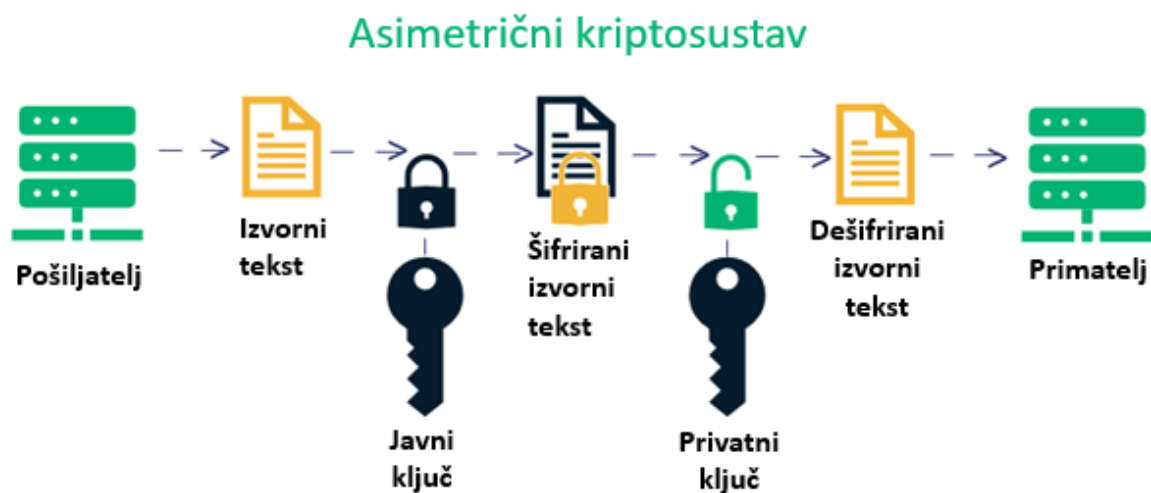 Asimetrični kriptosustav
Pošiljatelj
Izvorni
tekst
Javni
ključ
Šifrirani
izvorni
tekst
Privatni
ključ
Dešifrirani
izvorni
tekst
Primatelj